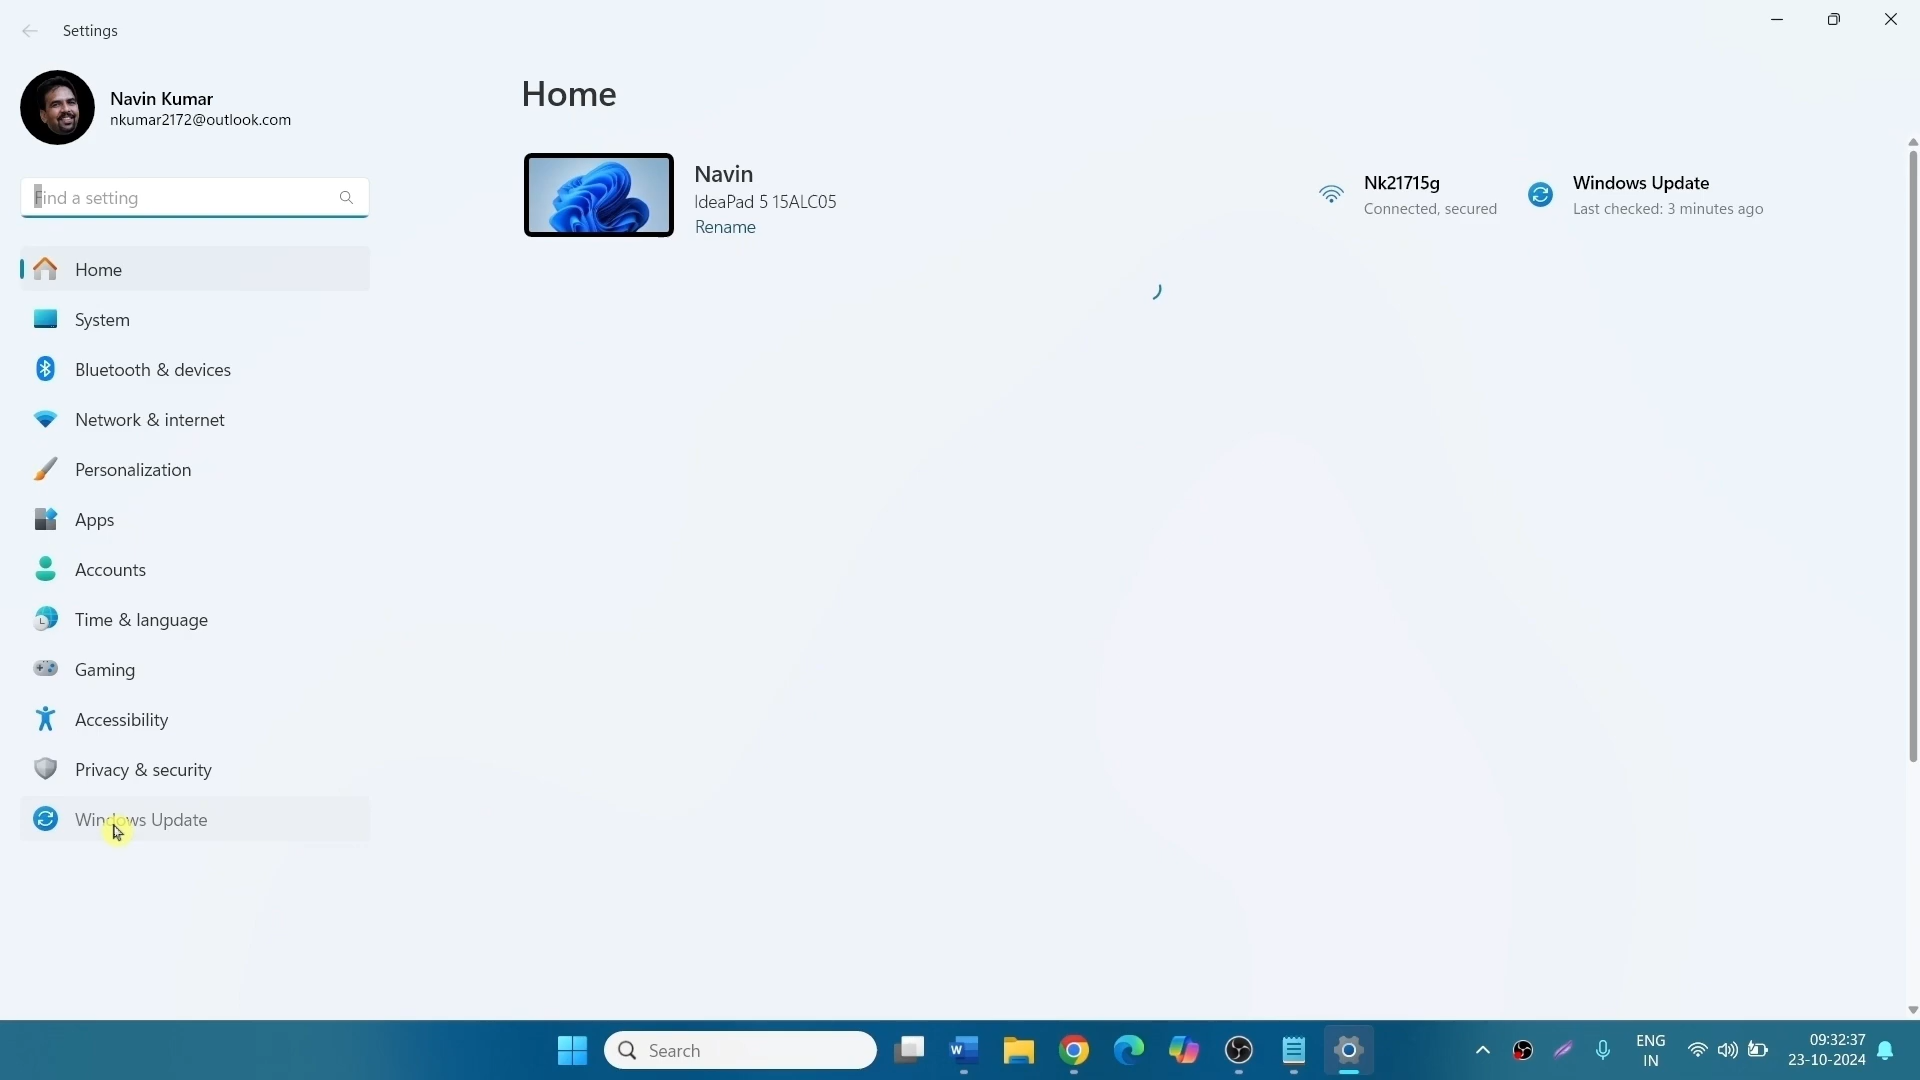 Settings
Navin Kumar
nkumar2172@outlook.com
Find a setting
Home
System
Bluetooth & devices
Network & internet
Personalization
Apps
Accounts
Time & language
Gaming
Accessibility
Privacy & security
Windows Update
Home
Navin
IdeaPad 5 15ALC05
Rename
Nk21715g
Connected, secured
Windows Update
Last checked: 3 minutes ago
Search
ENG
IN
09:32:37
23-10-2024